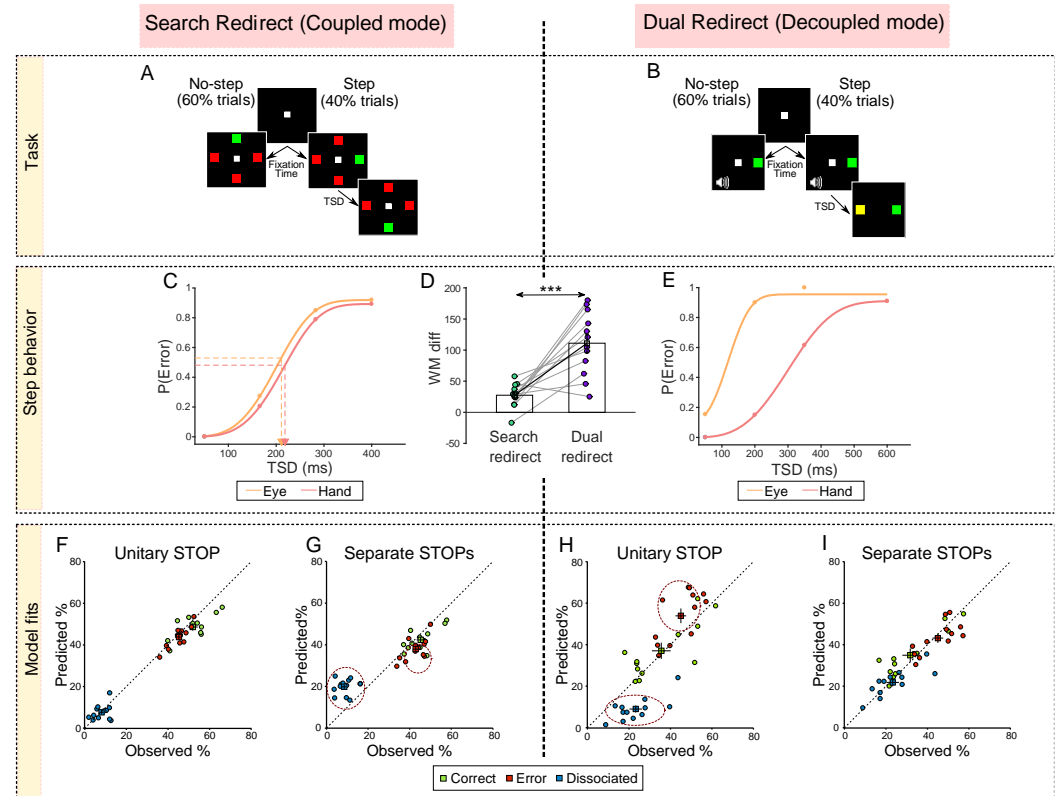 Search Redirect (Coupled mode)
Dual Redirect (Decoupled mode)
Task
A
No-step
(60% trials)
Step
(40% trials)
Fixation
Time
TSD
B
No-step
(60% trials)
Step
(40% trials)
Fixation
Time
TSD
Step behavior
C
P(Error)
1
0.8
0.6
0.4
0.2
0
100 200 300 400
TSD (ms)
Eye Hand
D
***
WM diff
200
150
100
50
0
-50
Search
redirect
Dual
redirect
E
P(Error)
1
0.8
0.6
0.4
0.2
0
100 200 300 400 500 600
TSD (ms)
Eye Hand
Model fits
F
Unitary STOP
Predicted%
80
60
40
20
0
0 20 40 60 80
Observed %
G
Separate STOPs
Predicted %
80
60
40
20
0
0 20 40 60 80
Observed %
H
Unitary STOP
Predicted%
80
60
40
20
0
0 20 40 60 80
Observed %
I
Separate STOPs
Predicted %
80
60
40
20
0
0 20 40 60 80
Observed %
Correct Error Dissociated